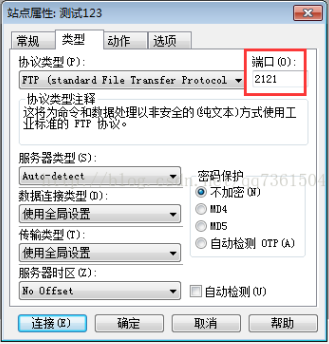 站点属性: 测试123
常规 类型 动作 选项
协议类型(P): 端口(O):
FTP (standard File Transfer Protocol 2121
协议类型注释
这将为命令和数据处理以非安全的(纯文本)方式使用工
业标准的 FTP 协议。
服务器类型(S):
Auto-detect 密码保护
数据连接类型(D): 不加密(N)
使用全局设置 MD4
传输类型(T): MD5
使用全局设置 自动检测 OTP(A)
服务器时区(Z):
No Offset 自动检测(U)
连接(E) 确定 取消 帮助